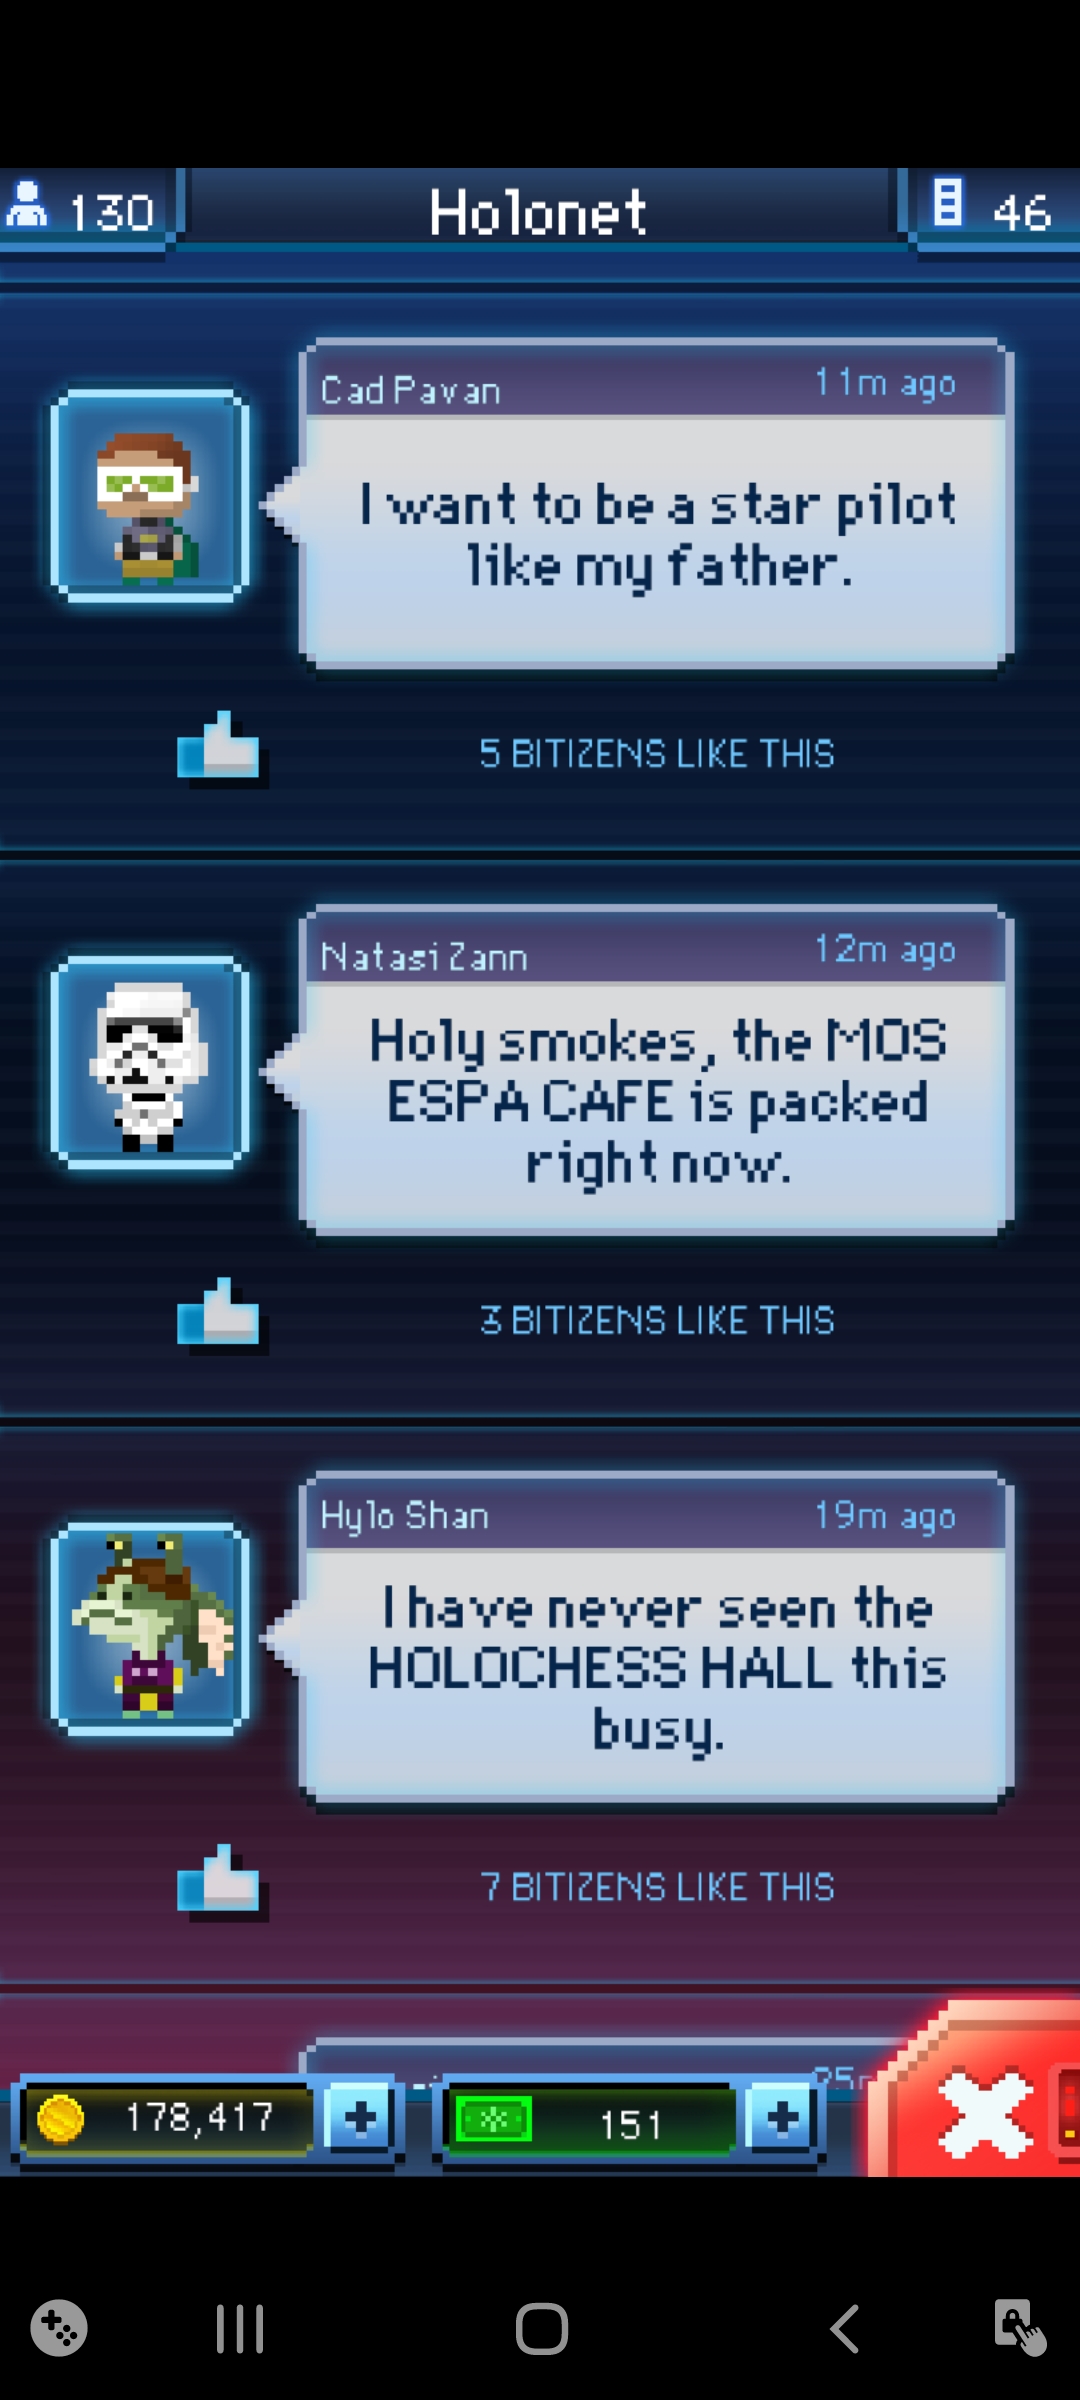 130
Holonet
46
Cad Pavan
11m ago
I want to be a star pilot
like my father.
5 BITIZENS LIKE THIS
Natasi Zann
12m ago
Holy smokes, the MOS
ESPA CAFE is packed
right now.
3 BITIZENS LIKE THIS
Hylo Shan
19m ago
I have never seen the
HOLOCHESS HALL this
busy.
7 BITIZENS LIKE THIS
178,417
151